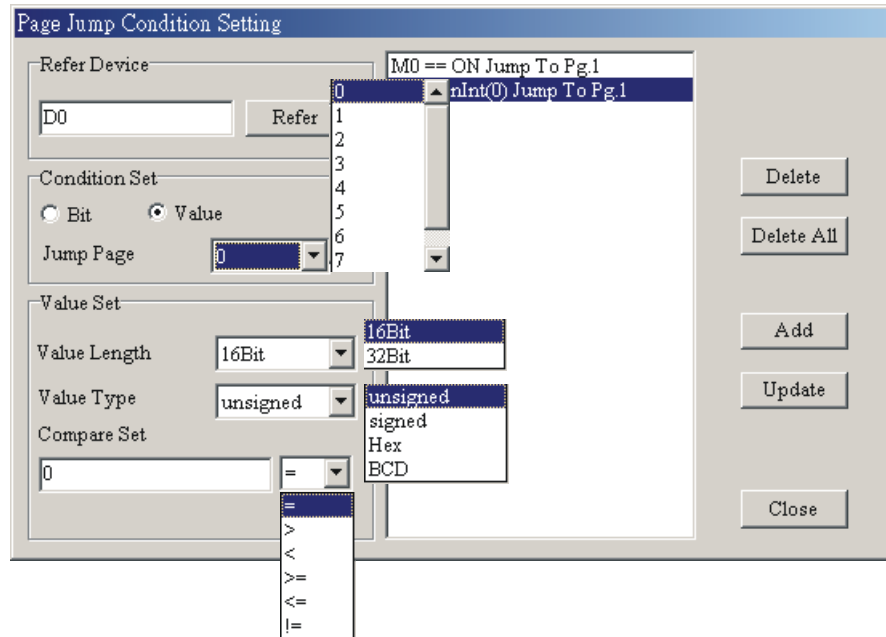 Page Jump Condition Setting
Refer Device
D0
Refer
Condition Set
Bit
Value
Jump Page
0
0
1
2
3
4
5
6
7
M0 == ON Jump To Pg.1
nInt(0) Jump To Pg.1
Value Set
Value Length
16Bit
16Bit
32Bit
Value Type
unsigned
unsigned
signed
Hex
BCD
Compare Set
0
=
=
>
<
>=
<=
!=
Delete
Delete All
Add
Update
Close